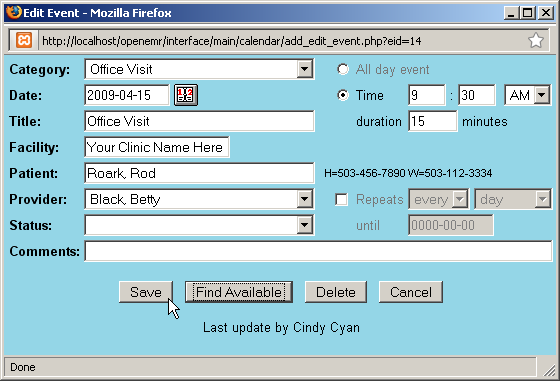 Edit Event - Mozilla Firefox
http://localhost/openemr/interface/main/calendar/add_edit_event.php?eid=14
Category: Office Visit All day event
Date: 2009-04-15 Time 9 : 30 AM
Title: Office Visit duration 15 minutes
Facility: Your Clinic Name Here
Patient: Roark, Rod H=503-456-7890 W=503-112-3334
Provider: Black, Betty Repeats every day
Status: until 0000-00-00
Comments:
Save Find Available Delete Cancel
Last update by Cindy Cyan
Done